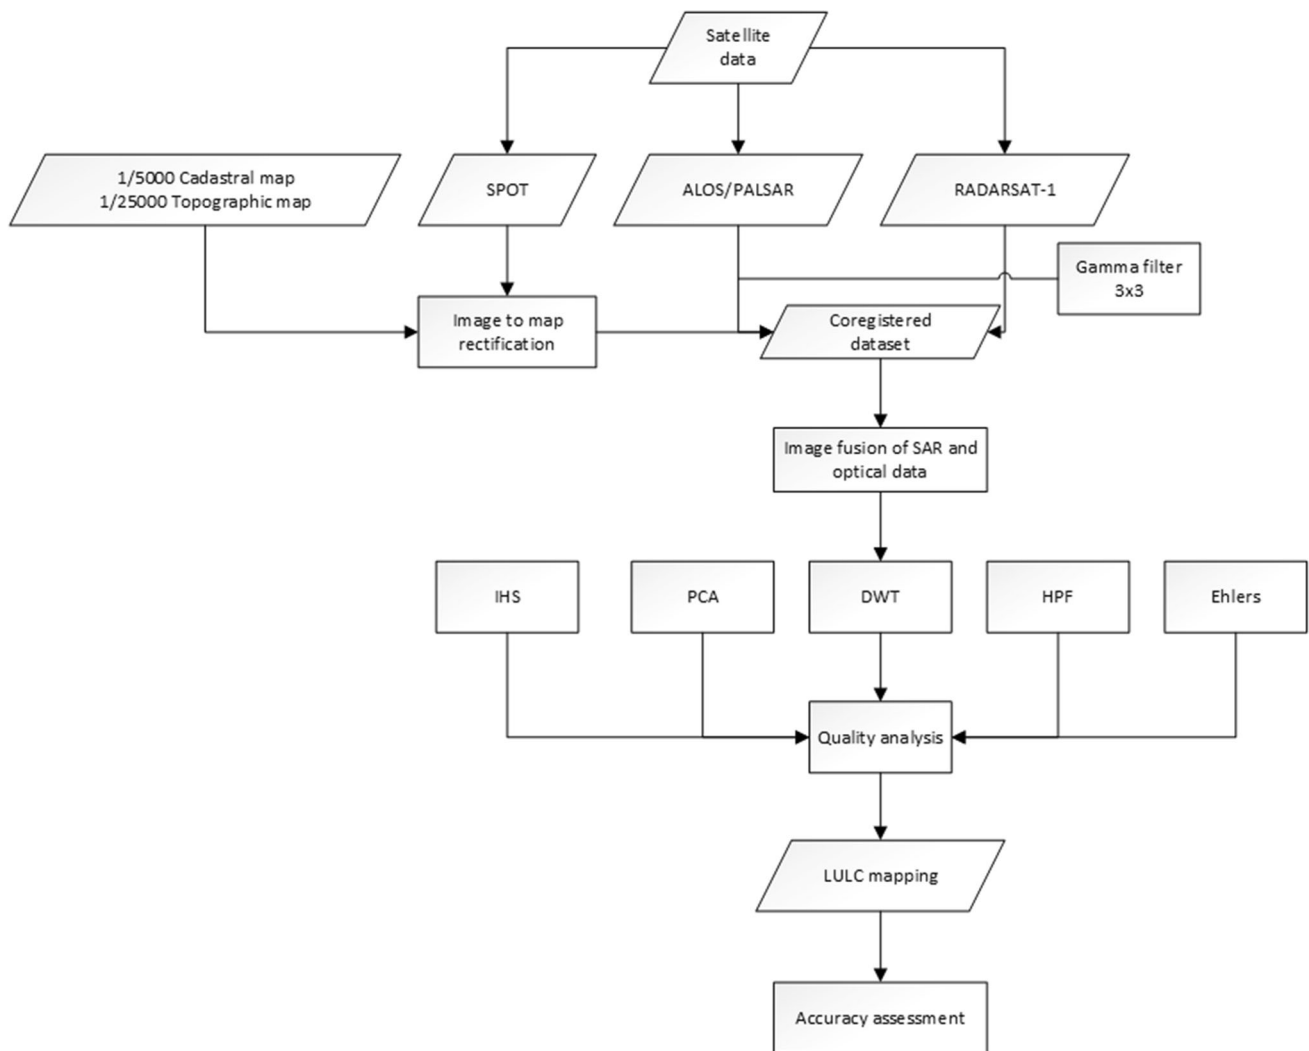 Satellite
data
1/5000 Cadastral map
1/25000 Topographic map
SPOT
ALOS/PALSAR
RADARSAT-1
Gamma filter
3x3
Image to map
rectification
Coregistered
dataset
Image fusion of SAR and
optical data
IHS
PCA
DWT
HPF
Ehlers
Quality analysis
LULC mapping
Accuracy assessment